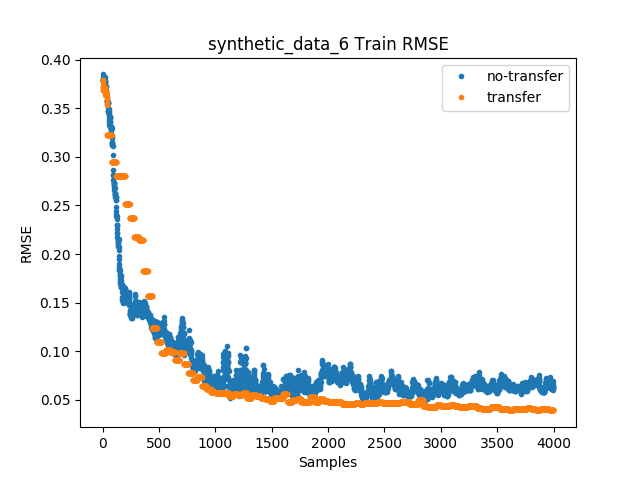 synthetic_data_6 Train RMSE
no-transfer
transfer
0.40
0.35
0.30
0.25
0.20
0.15
0.10
0.05
RMSE
0 500 1000 1500 2000 2500 3000 3500 4000
Samples